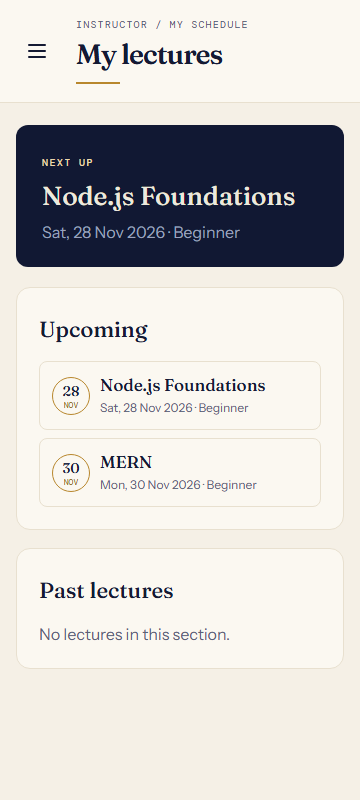 INSTRUCTOR / MY SCHEDULE
My lectures
NEXT UP
Node.js Foundations
Sat, 28 Nov 2026 · Beginner
Upcoming
28
NOV
Node.js Foundations
Sat, 28 Nov 2026 · Beginner
30
NOV
MERN
Mon, 30 Nov 2026 · Beginner
Past lectures
No lectures in this section.